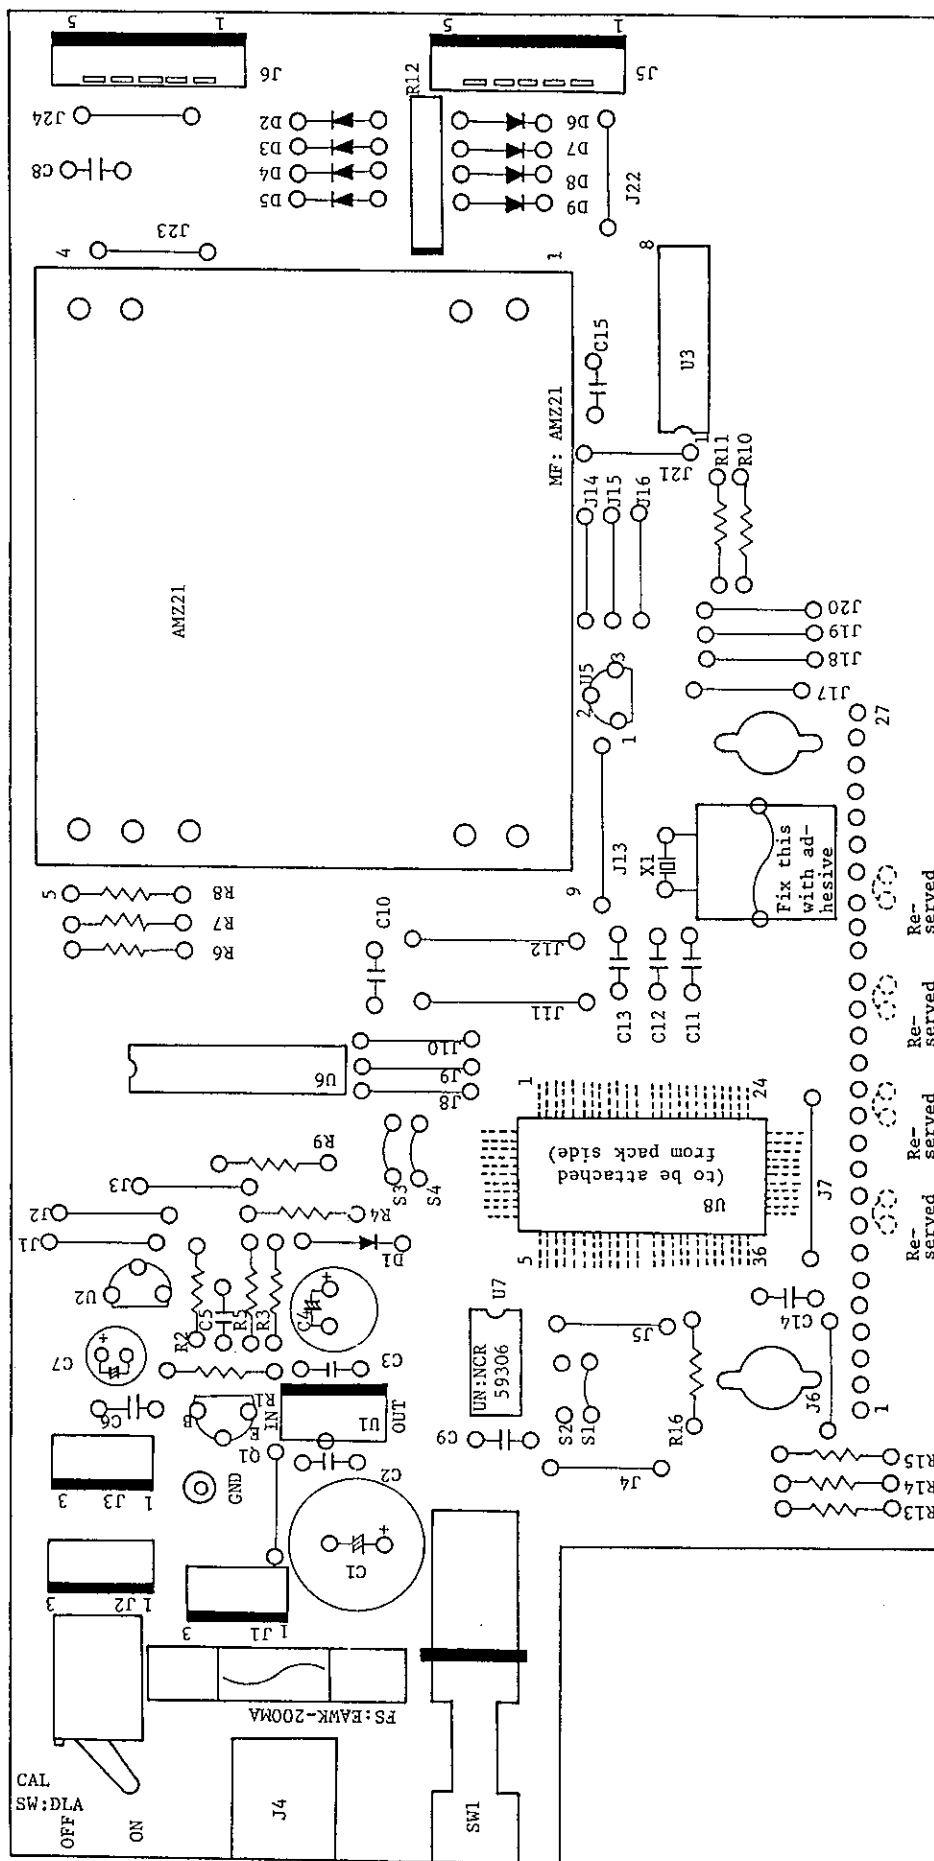 5
1
J6
5
1
J5
J24
D2
R12
D6
D3
D7
C8
D4
D8
D5
D9
J22
4
J23
1
8
C15
U3
MF: AMZ21
1
J21
R11
R10
J14
J15
J16
AMZ21
J20
J19
J18
J17
U5
2
3
1
27
J13
X1
Fix this
with ad-
hesive
9
5
R8
R7
R6
C10
J12
J11
C13
C12
C11
Re-
served
Re-
served
Re-
served
Re-
served
J10
J9
J8
U6
1
24
(to be attached
from pack side)
U8
5
36
J7
R9
S3
S4
J3
J2
R4
J1
D1
U2
R2
C5
R5
R3
C4
+
C7
+
C3
U7
UN:NCR
59306
J5
C14
J6
1
C6
B
E
R1
IN
U1
OUT
Q1
C9
S2
S1
R16
3
J3
1
GND
C2
J4
R15
R14
R13
C1
+
3
1
J2
3
1
J1
FS:EAWK-200MA
CAL
SW:DLA
OFF
ON
J4
SW1